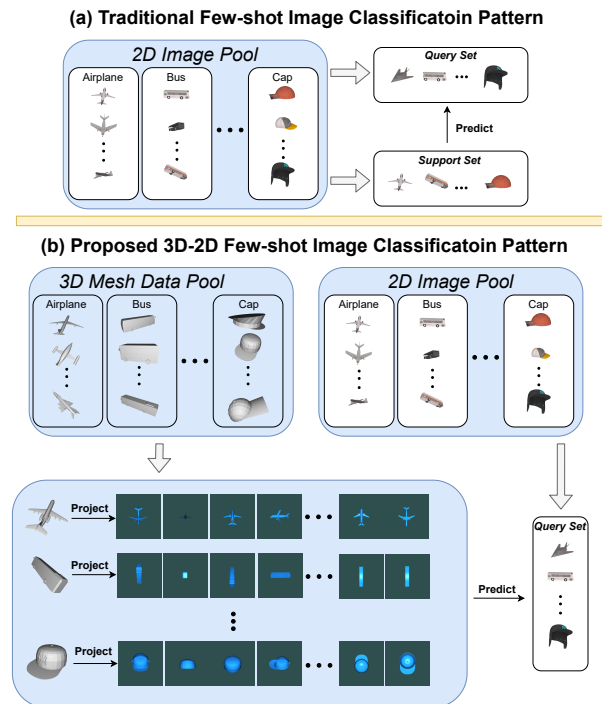 (a) Traditional Few-shot Image Classificatoin Pattern
2D Image Pool
Airplane
Bus
Cap
Query Set
Predict
Support Set
(b) Proposed 3D-2D Few-shot Image Classificatoin Pattern
3D Mesh Data Pool
Airplane
Bus
Cap
2D Image Pool
Airplane
Bus
Cap
Project
Project
Project
Predict
Query Set